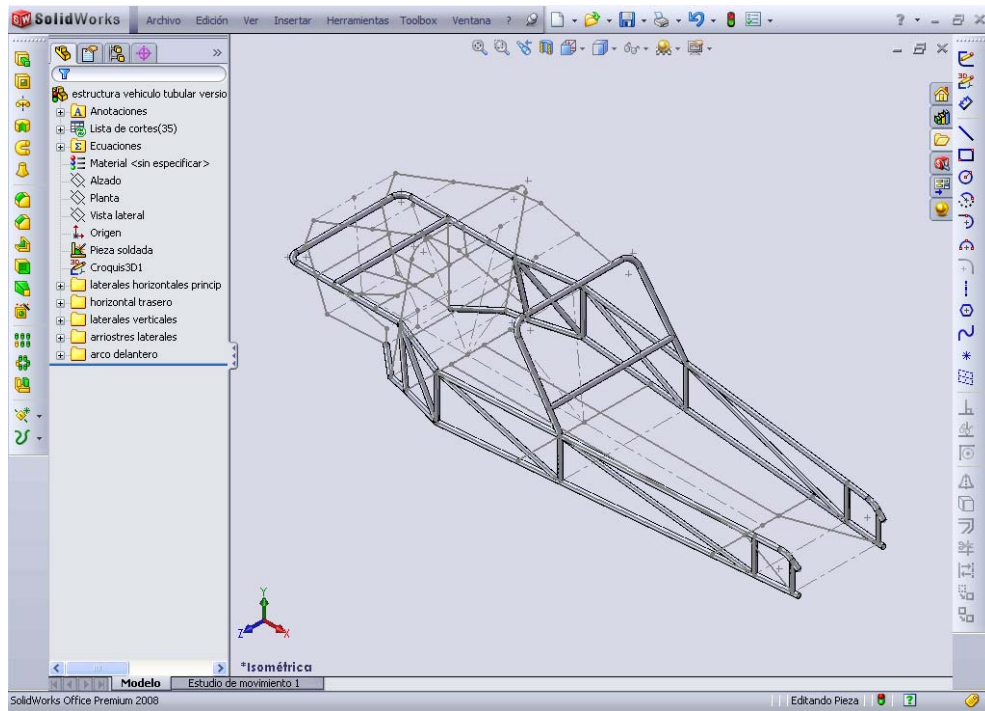 SolidWorks Archivo Edición Ver Insertar Herramientas Toolbox Ventana ?
estructura vehiculo tubular versio
A Anotaciones
Lista de cortes(35)
Σ Ecuaciones
Material <sin especificar>
Alzado
Planta
Vista lateral
Origen
Pieza soldada
3D Croquis3D1
laterales horizontales princip
horizontal trasero
laterales verticales
arriostres laterales
arco delantero
Y
Z X
*Isométrica
Modelo Estudio de movimiento 1
SolidWorks Office Premium 2008 Editando Pieza